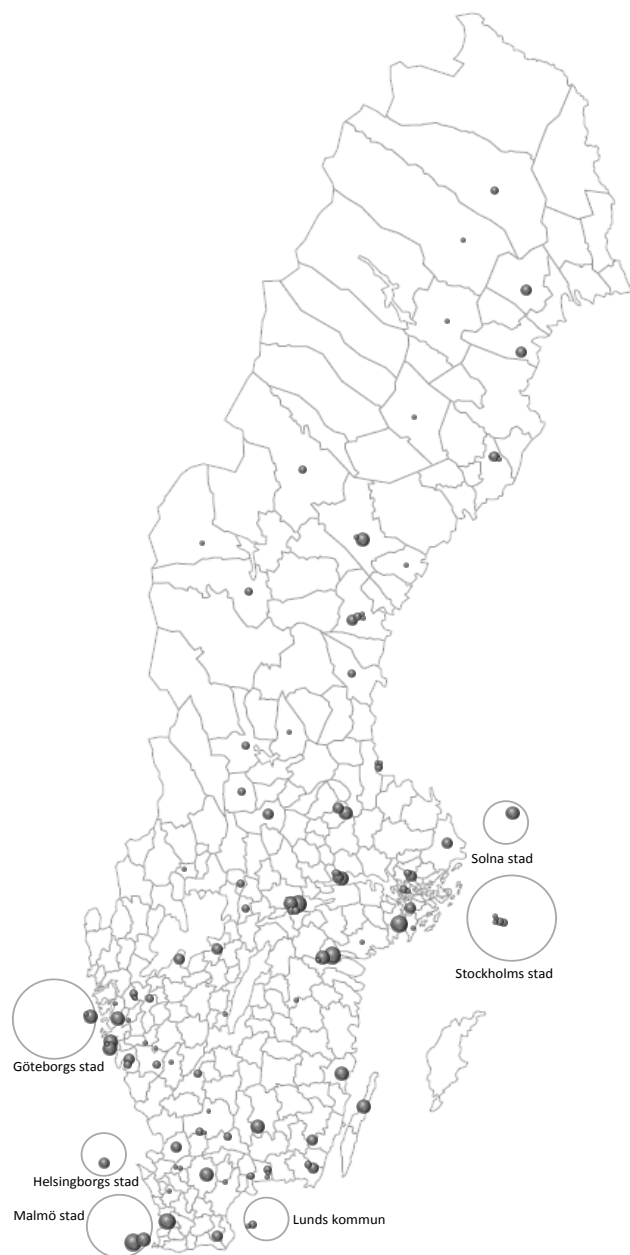 Solna stad
Stockholms stad
Göteborgs stad
Helsingborgs stad
Malmö stad
Lunds kommun